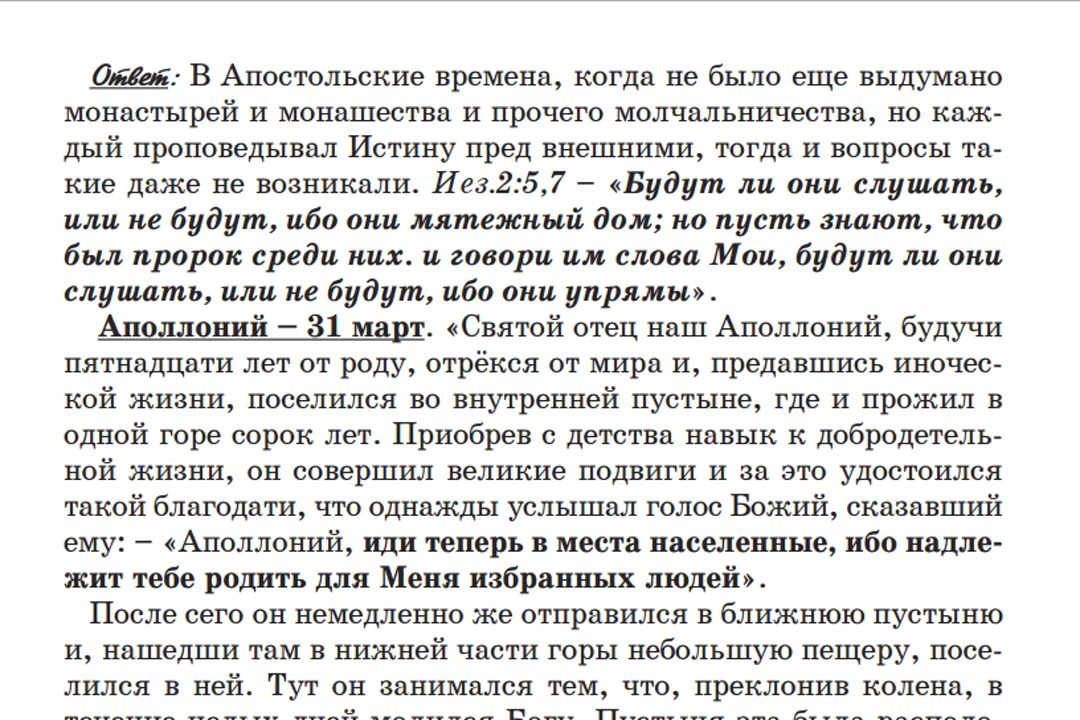 Ответ: В Апостольские времена, когда не было еще выдумано
монастырей и монашества и прочего молчальничества, но каж-
дый проповедывал Истину пред внешними, тогда и вопросы та-
кие даже не возникали. Иез.2:5,7 – «Будут ли они слушать,
или не будут, ибо они мятежный дом; но пусть знают, что
был пророк среди них. и говори им слова Мои, будут ли они
слушать, или не будут, ибо они упрямы».
Аполлоний – 31 март. «Святой отец наш Аполлоний, будучи
пятнадцати лет от роду, отрёкся от мира и, предавшись иночес-
кой жизни, поселился во внутренней пустыне, где и прожил в
одной горе сорок лет. Приобрев с детства навык к добродетель-
ной жизни, он совершил великие подвиги и за это удостоился
такой благодати, что однажды услышал голос Божий, сказавший
ему: – «Аполлоний, иди теперь в места населенные, ибо надле-
жит тебе родить для Меня избранных людей».
После сего он немедленно же отправился в ближнюю пустыню
и, нашедши там в нижней части горы небольшую пещеру, посе-
лился в ней. Тут он занимался тем, что, преклонив колена, в